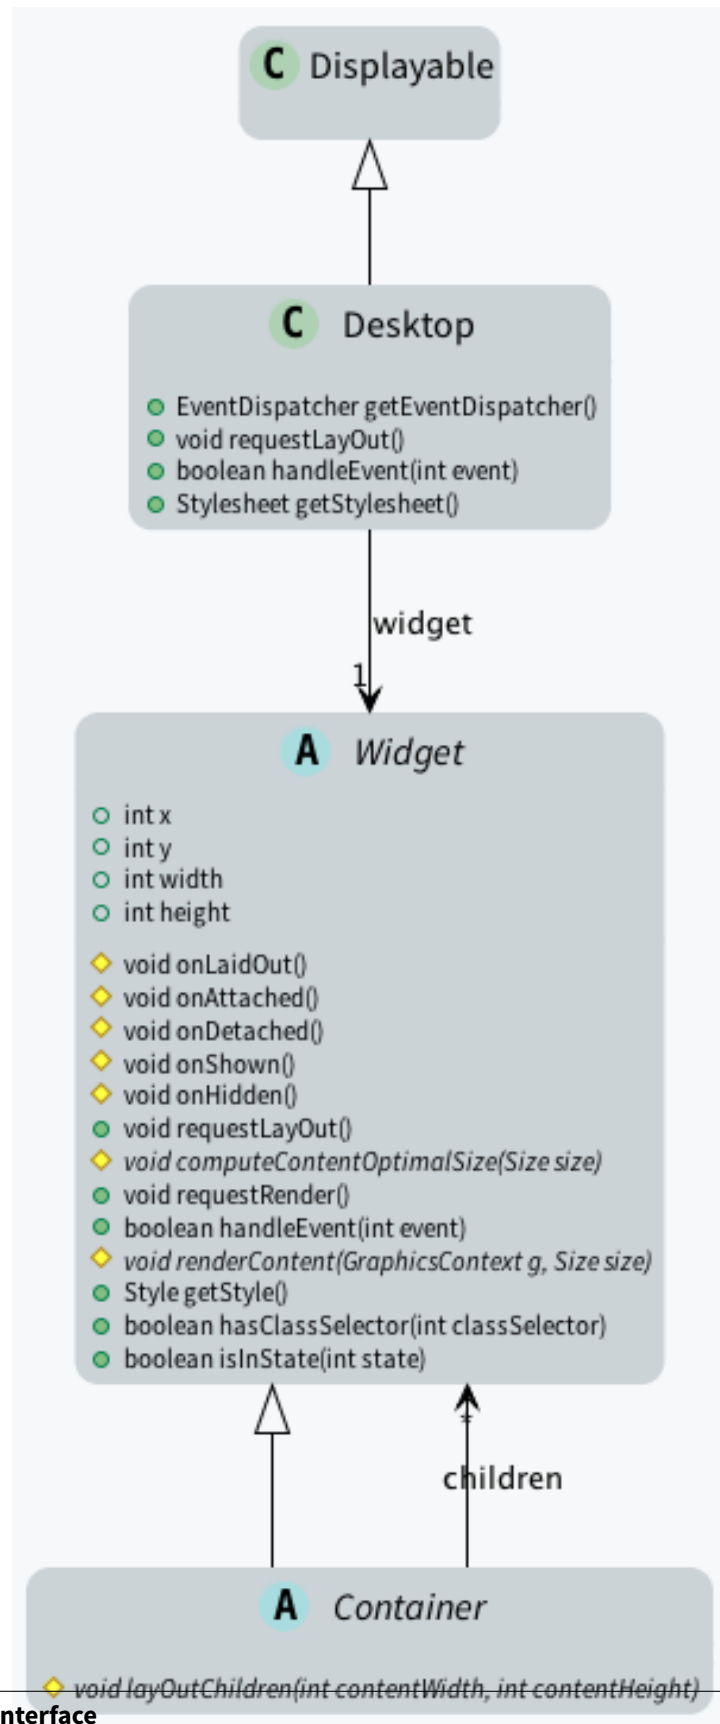 C Displayable
C Desktop
EventDispatcher getEventDispatcher()
void requestLayOut()
boolean handleEvent(int event)
Stylesheet getStylesheet()
widget
1
A Widget
int x
int y
int width
int height
void onLaidOut()
void onAttached()
void onDetached()
void onShown()
void onHidden()
void requestLayOut()
void computeContentOptimalSize(Size size)
void requestRender()
boolean handleEvent(int event)
void renderContent(GraphicsContext g, Size size)
Style getStyle()
boolean hasClassSelector(int classSelector)
boolean isInState(int state)
*
children
A Container
void layOutChildren(int contentWidth, int contentHeight)
nterface